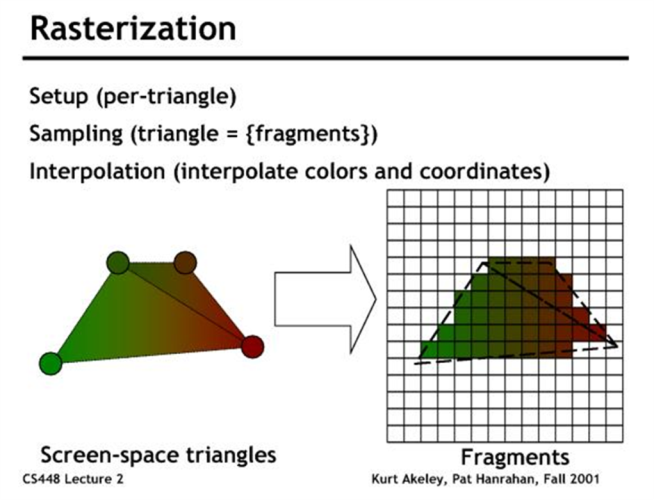 Rasterization
Setup (per-triangle)
Sampling (triangle = {fragments})
Interpolation (interpolate colors and coordinates)
Screen-space triangles
Fragments
CS448 Lecture 2
Kurt Akeley, Pat Hanrahan, Fall 2001